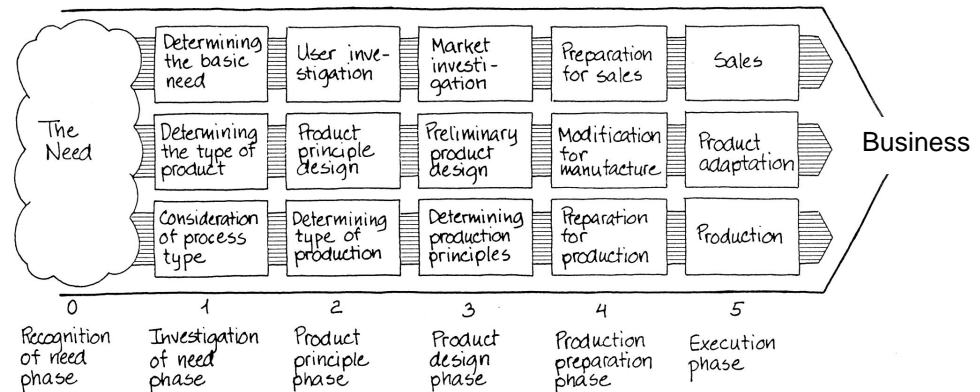 The
Need
Determining
the basic
need
User inve-
stigation
Market
investi-
gation
Preparation
for sales
Sales
Determining
the type of
product
Product
principle
design
Preliminary
product
design
Modification
for
manufacture
Product
adaptation
Business
Consideration
of process
type
Determining
type of
production
Determining
production
principles
Preparation
for
production
Production
0
Recognition
of need
phase
1
Investigation
of need
phase
2
Product
principle
phase
3
Product
design
phase
4
Production
preparation
phase
5
Execution
phase